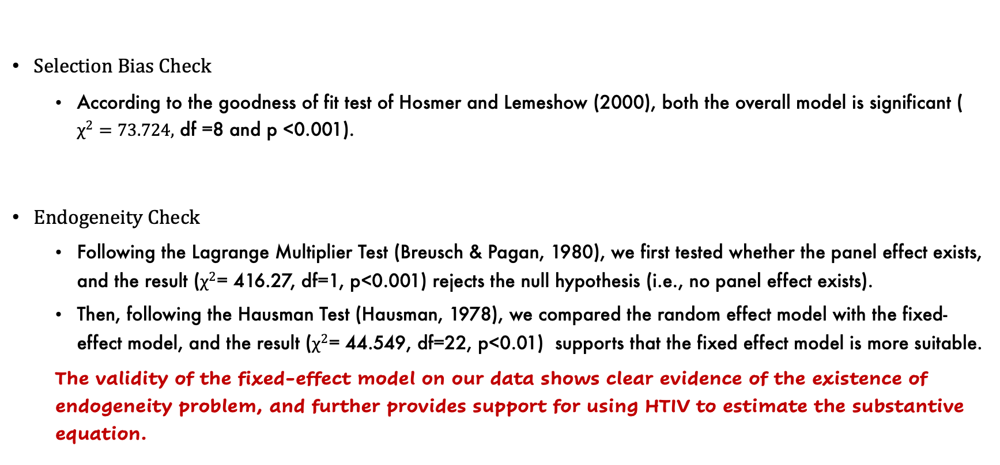 • Selection Bias Check
• According to the goodness of fit test of Hosmer and Lemeshow (2000), both the overall model is significant (
χ² = 73.724, df =8 and p <0.001).
• Endogeneity Check
• Following the Lagrange Multiplier Test (Breusch & Pagan, 1980), we first tested whether the panel effect exists,
and the result (χ²= 416.27, df=1, p<0.001) rejects the null hypothesis (i.e., no panel effect exists).
• Then, following the Hausman Test (Hausman, 1978), we compared the random effect model with the fixed-
effect model, and the result (χ²= 44.549, df=22, p<0.01)  supports that the fixed effect model is more suitable.
The validity of the fixed-effect model on our data shows clear evidence of the existence of
endogeneity problem, and further provides support for using HTIV to estimate the substantive
equation.